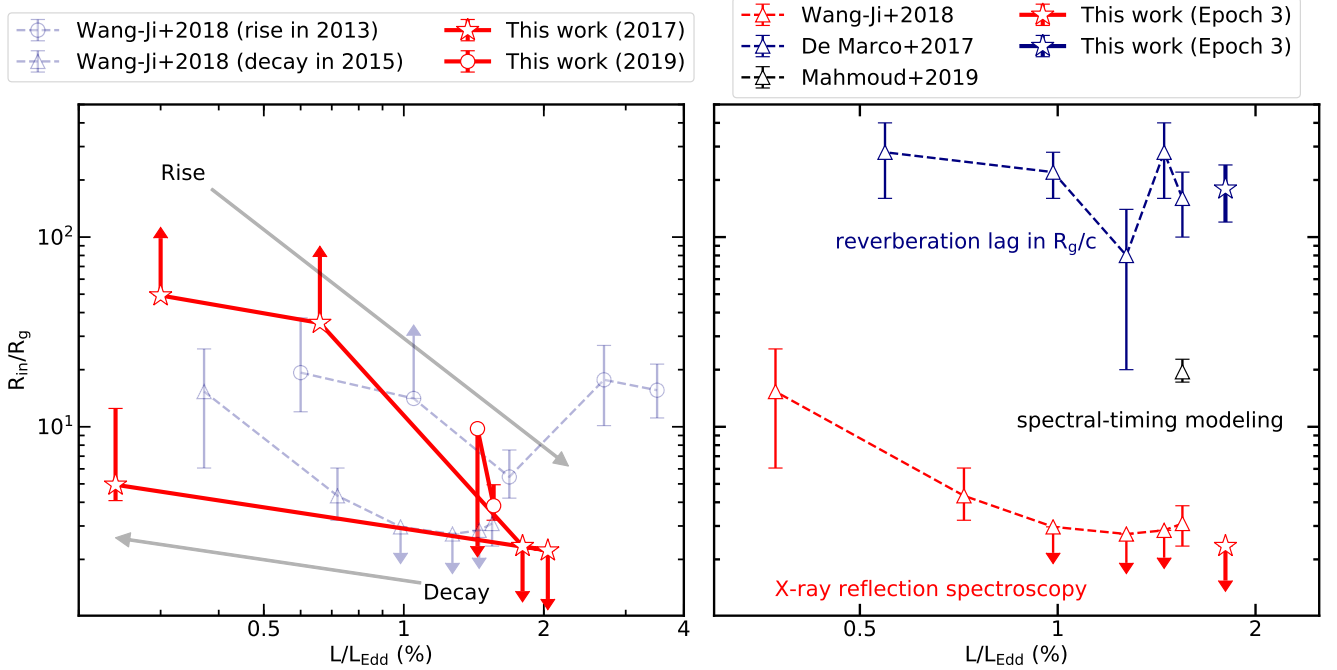 Wang-Ji+2018 (rise in 2013)
Wang-Ji+2018 (decay in 2015)
This work (2017)
This work (2019)
Rise
Decay
10²
10¹
R_in/R_g
0.5 1 2 4
L/L_Edd (%)
Wang-Ji+2018
De Marco+2017
Mahmoud+2019
This work (Epoch 3)
This work (Epoch 3)
reverberation lag in R_g/c
spectral-timing modeling
X-ray reflection spectroscopy
0.5 1 2
L/L_Edd (%)